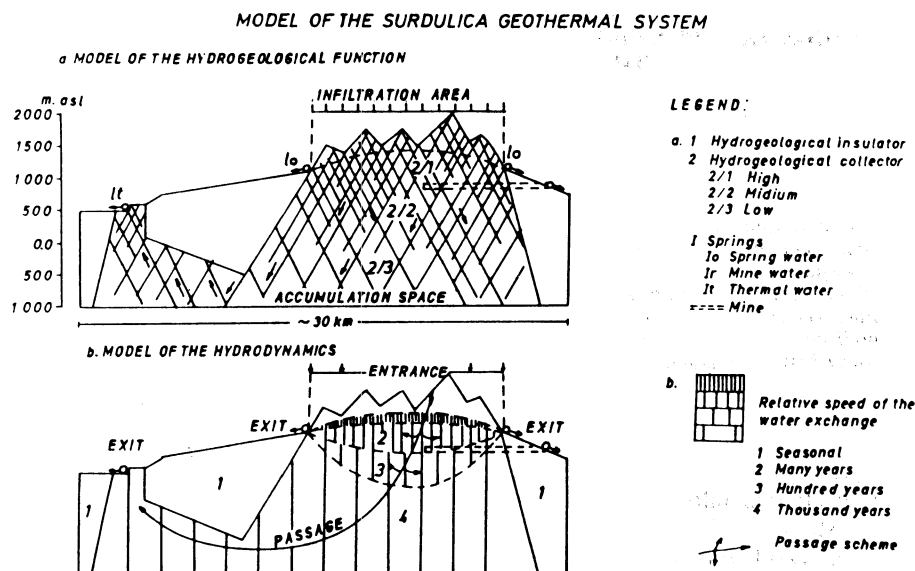 MODEL OF THE SURDULICA GEOTHERMAL SYSTEM
a MODEL OF THE HYDROGEOLOGICAL FUNCTION
m. asl
2000
1500
1000
500
0.0
500
1000
INFILTRATION AREA
Io
Io
It
2/1
2/2
2/3
ACCUMULATION SPACE
~30 km
LEGEND:
a. 1 Hydrogeological insulator
2 Hydrogeological collector
2/1 High
2/2 Midium
2/3 Low
I Springs
Io Spring water
Ir Mine water
It Thermal water
Mine
b. MODEL OF THE HYDRODYNAMICS
ENTRANCE
EXIT
EXIT
EXIT
1
1
2
3
4
1
PASSAGE
b.
Relative speed of the
water exchange
1 Seasonal
2 Many years
3 Hundred years
4 Thousand years
Passage scheme